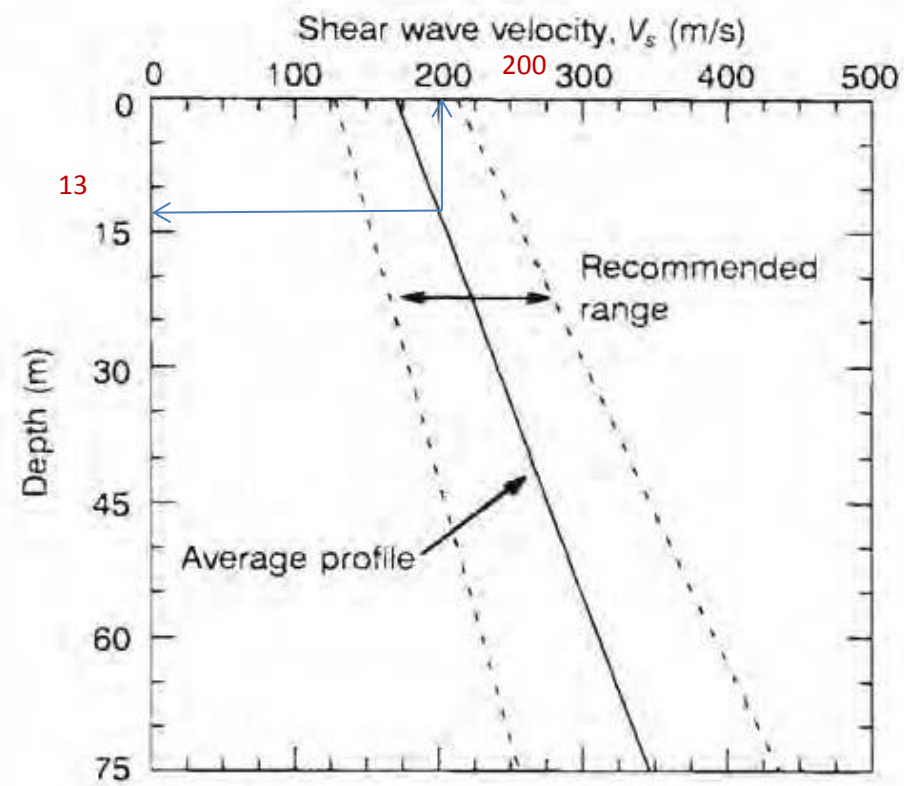 Shear wave velocity, Vs (m/s)
200
0 100 200 300 400 500
0
13
15
Recommended
range
30
Depth (m)
45
Average profile
60
75